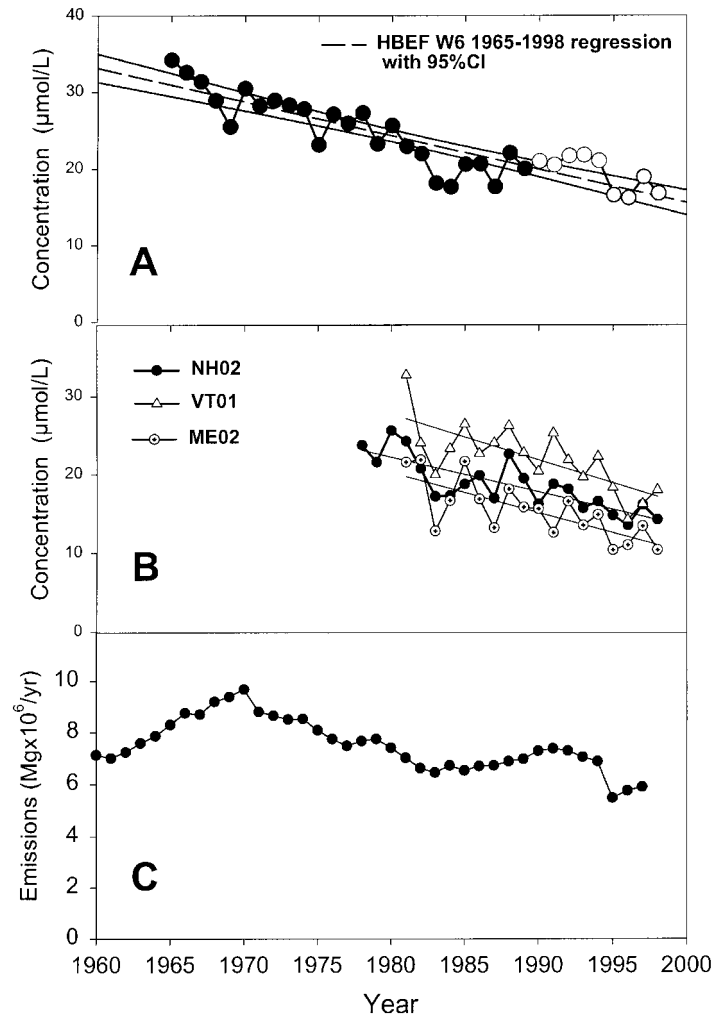 40
30
20
10
0
Concentration (µmol/L)
HBEF W6 1965-1998 regression
with 95%CI
A
30
20
10
0
Concentration (µmol/L)
NH02
VT01
ME02
B
10
8
6
4
2
0
Emissions (Mgx10⁶/yr)
C
1960 1965 1970 1975 1980 1985 1990 1995 2000
Year